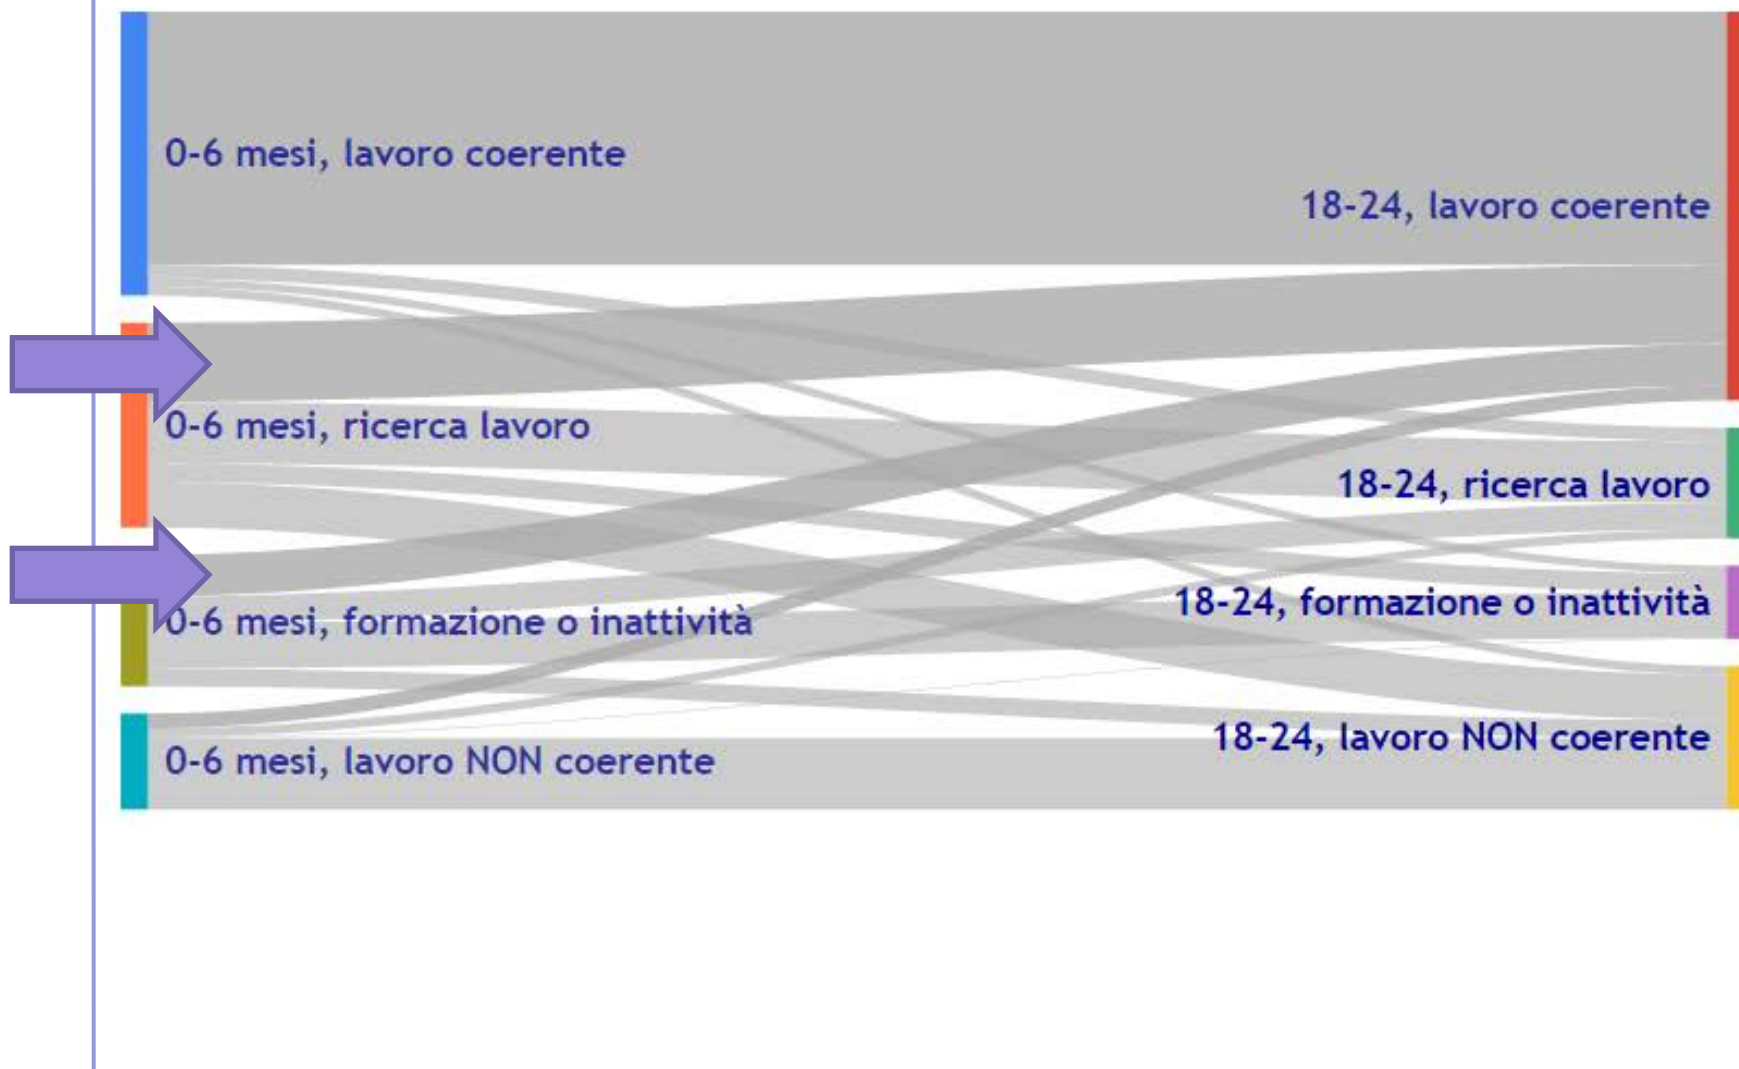 0-6 mesi, lavoro coerente
18-24, lavoro coerente
0-6 mesi, ricerca lavoro
18-24, ricerca lavoro
18-24, formazione o inattività
0-6 mesi, formazione o inattività
18-24, lavoro NON coerente
0-6 mesi, lavoro NON coerente